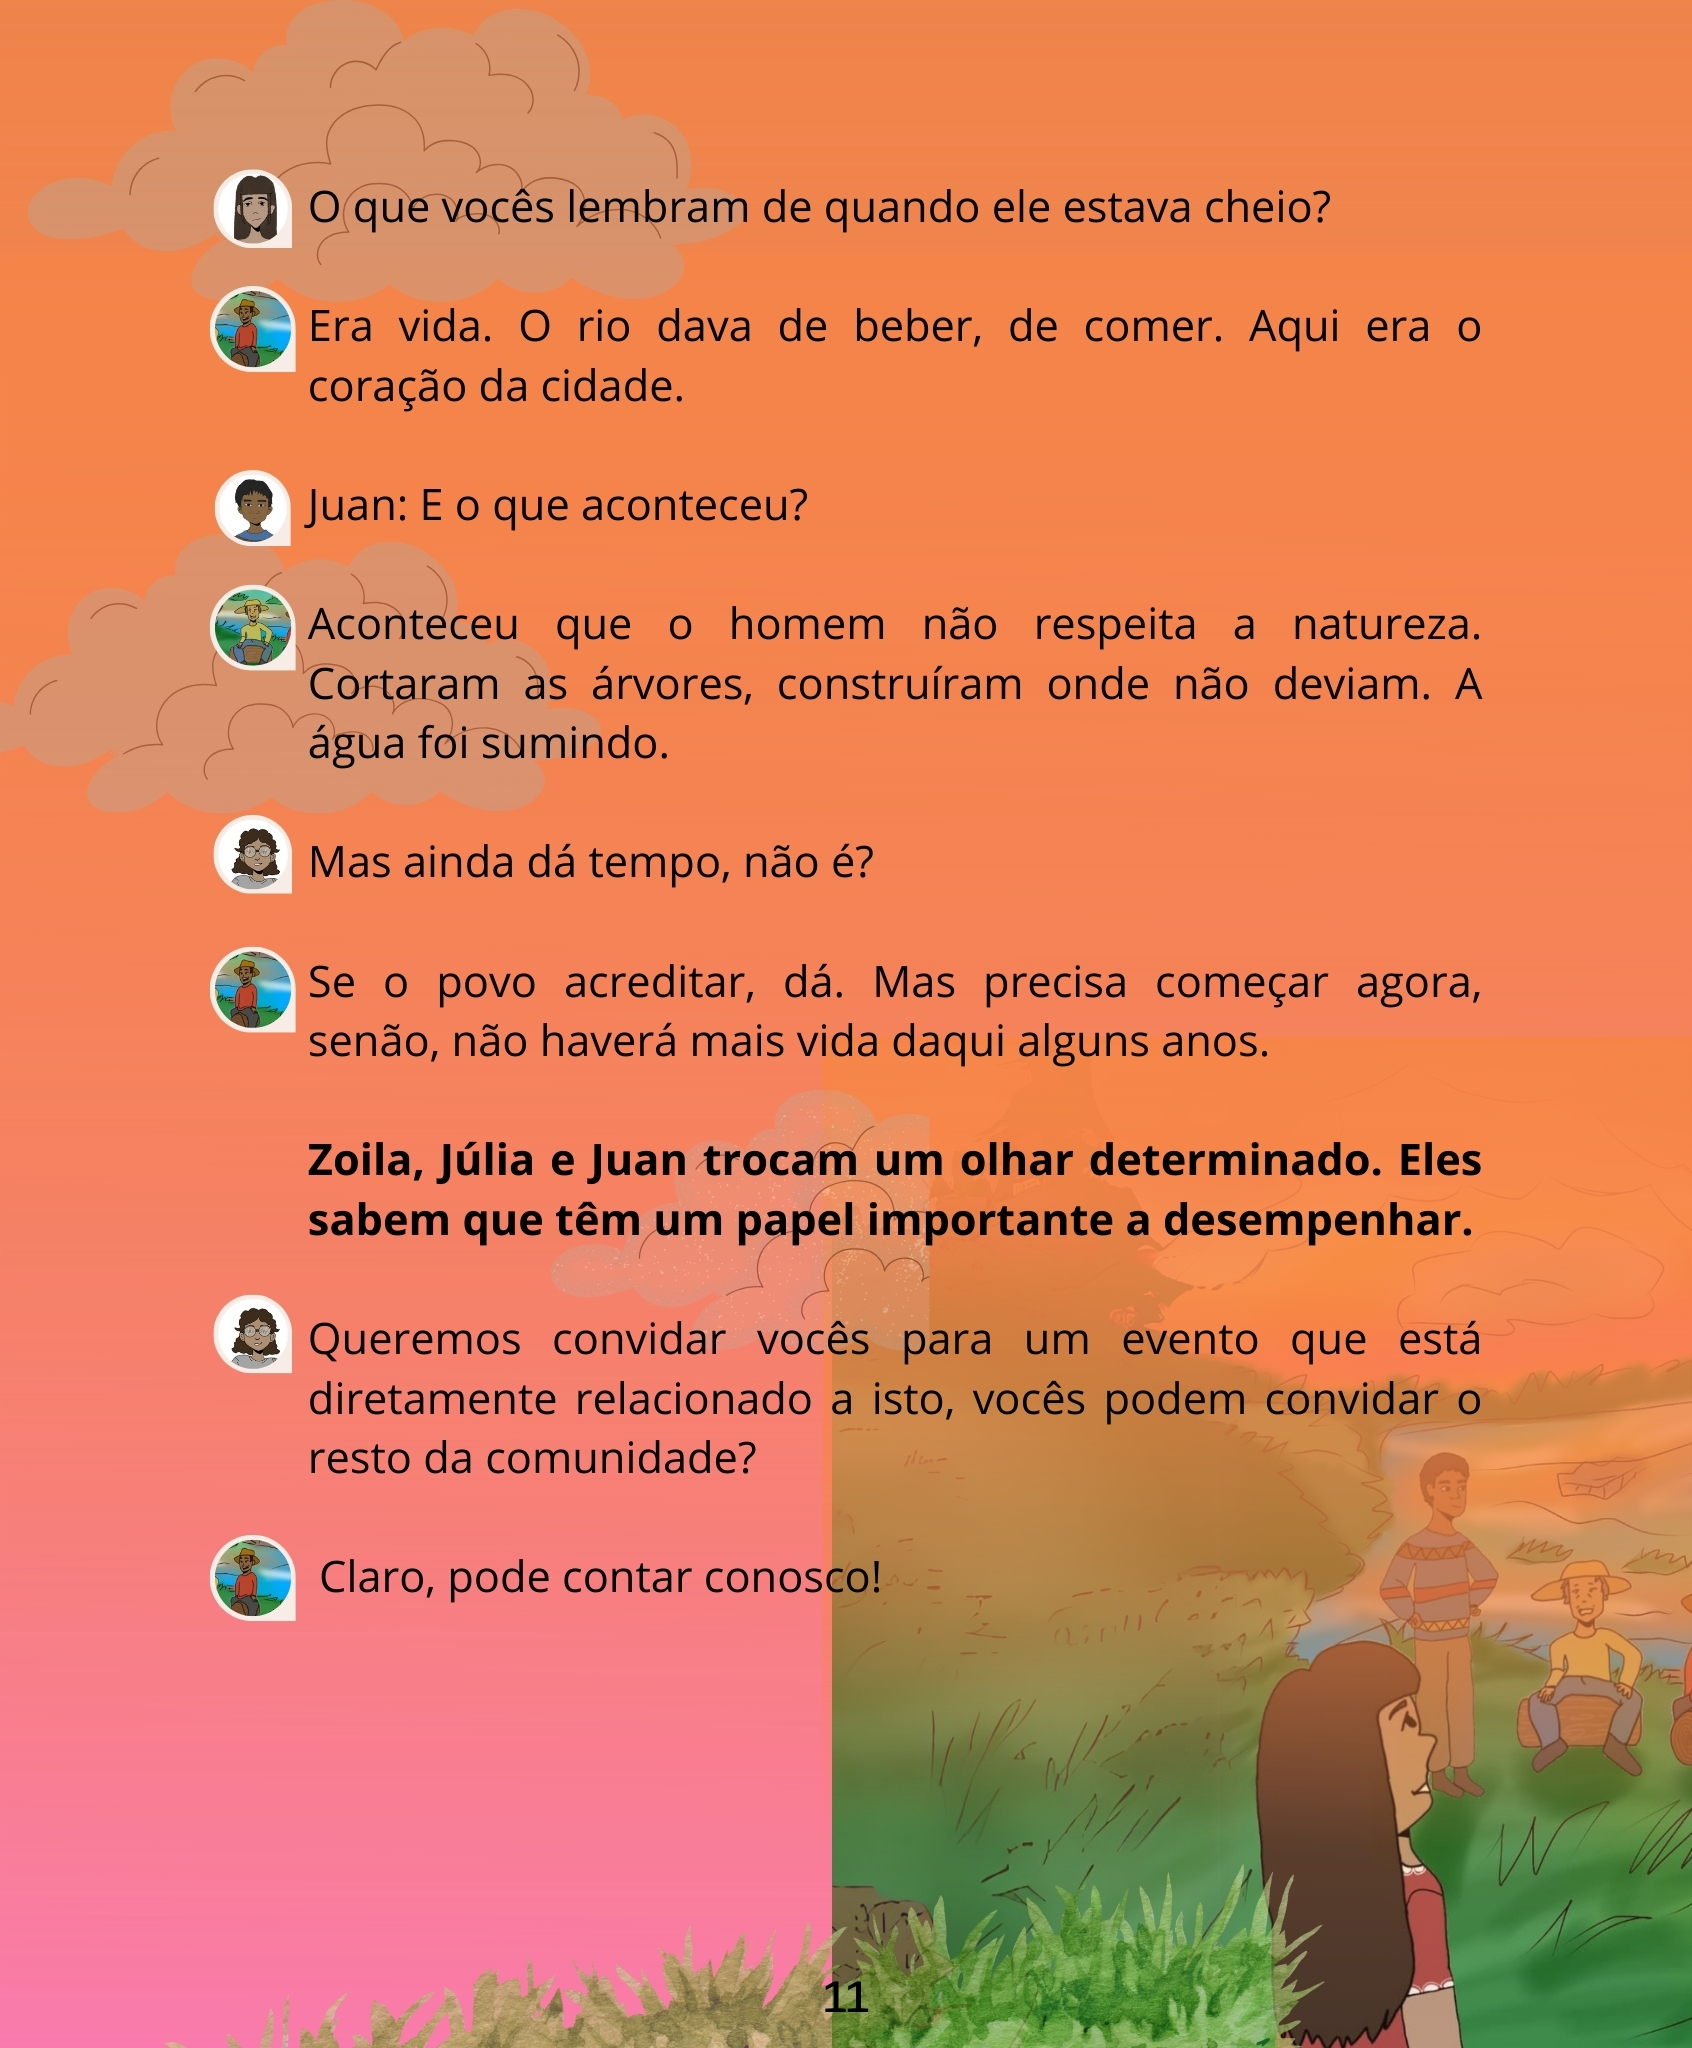 O que vocês lembram de quando ele estava cheio?
Era vida. O rio dava de beber, de comer. Aqui era o
coração da cidade.
Juan: E o que aconteceu?
Aconteceu que o homem não respeita a natureza.
Cortaram as árvores, construíram onde não deviam. A
água foi sumindo.
Mas ainda dá tempo, não é?
Se o povo acreditar, dá. Mas precisa começar agora,
senão, não haverá mais vida daqui alguns anos.
Zoila, Júlia e Juan trocam um olhar determinado. Eles
sabem que têm um papel importante a desempenhar.
Queremos convidar vocês para um evento que está
diretamente relacionado a isto, vocês podem convidar o
resto da comunidade?
Claro, pode contar conosco!
11